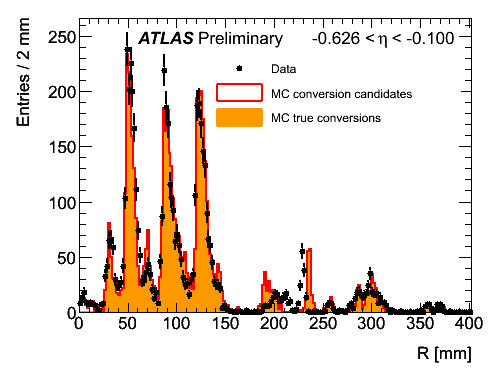 ATLAS Preliminary
-0.626 < η < -0.100
Entries / 2 mm
Data
MC conversion candidates
MC true conversions
250
200
150
100
50
0
0 50 100 150 200 250 300 350 400
R [mm]